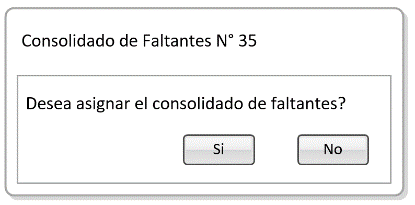 Consolidado de Faltantes N° 35
Desea asignar el consolidado de faltantes?
Si No